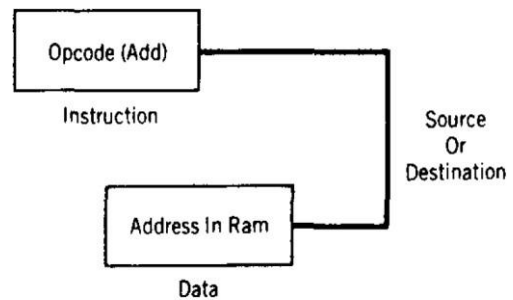 Opcode (Add)
Instruction
Source
Or
Destination
Address In Ram
Data